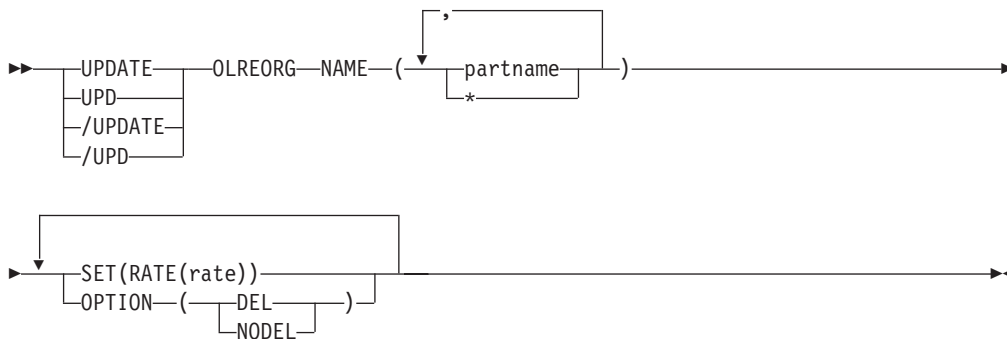 ,
UPDATE OLREORG NAME ( partname )
UPD *
/UPDATE
/UPD
SET(RATE(rate))
OPTION ( DEL )
NODEL